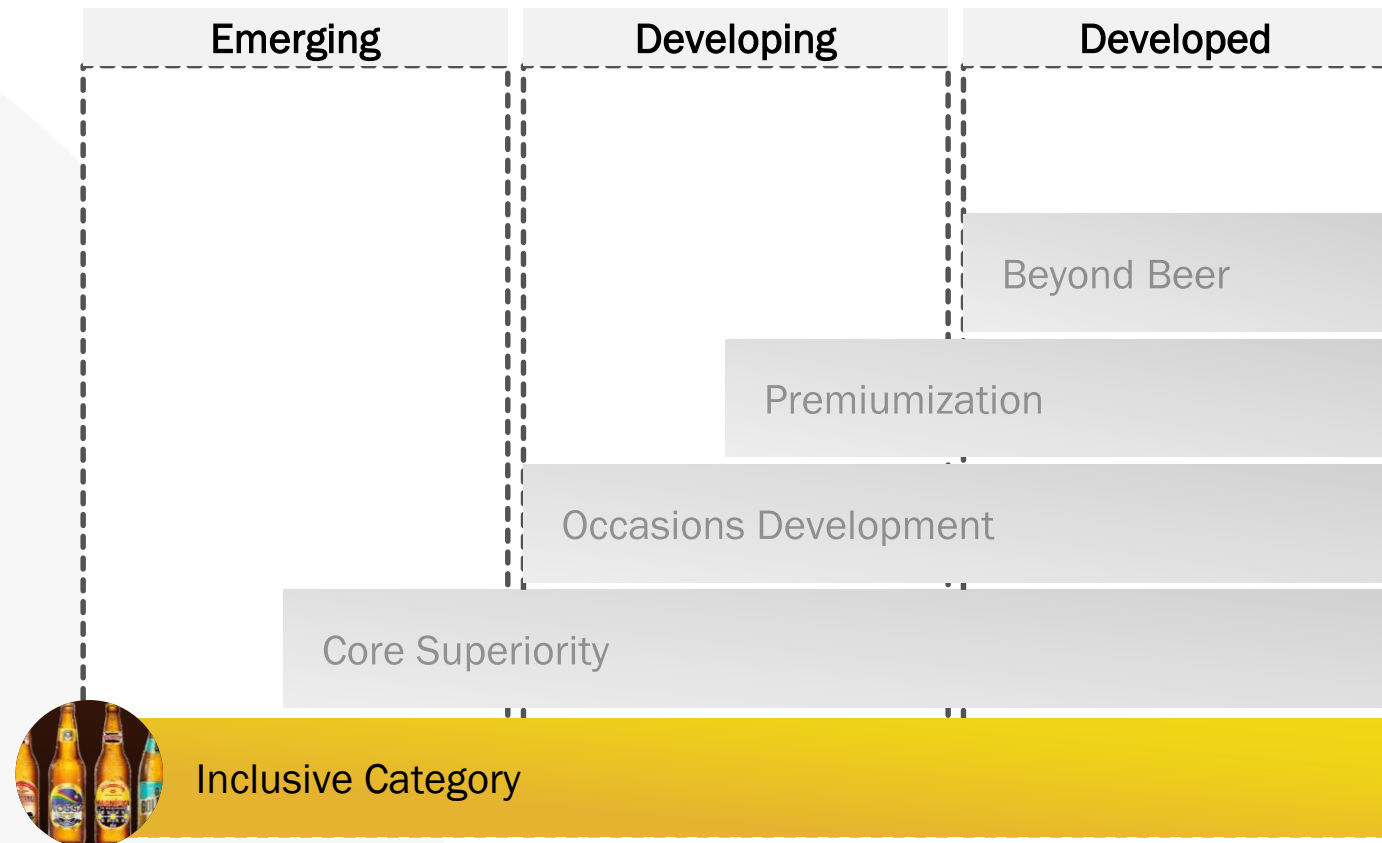 Emerging
Developing
Developed
Beyond Beer
Premiumization
Occasions Development
Core Superiority
Inclusive Category